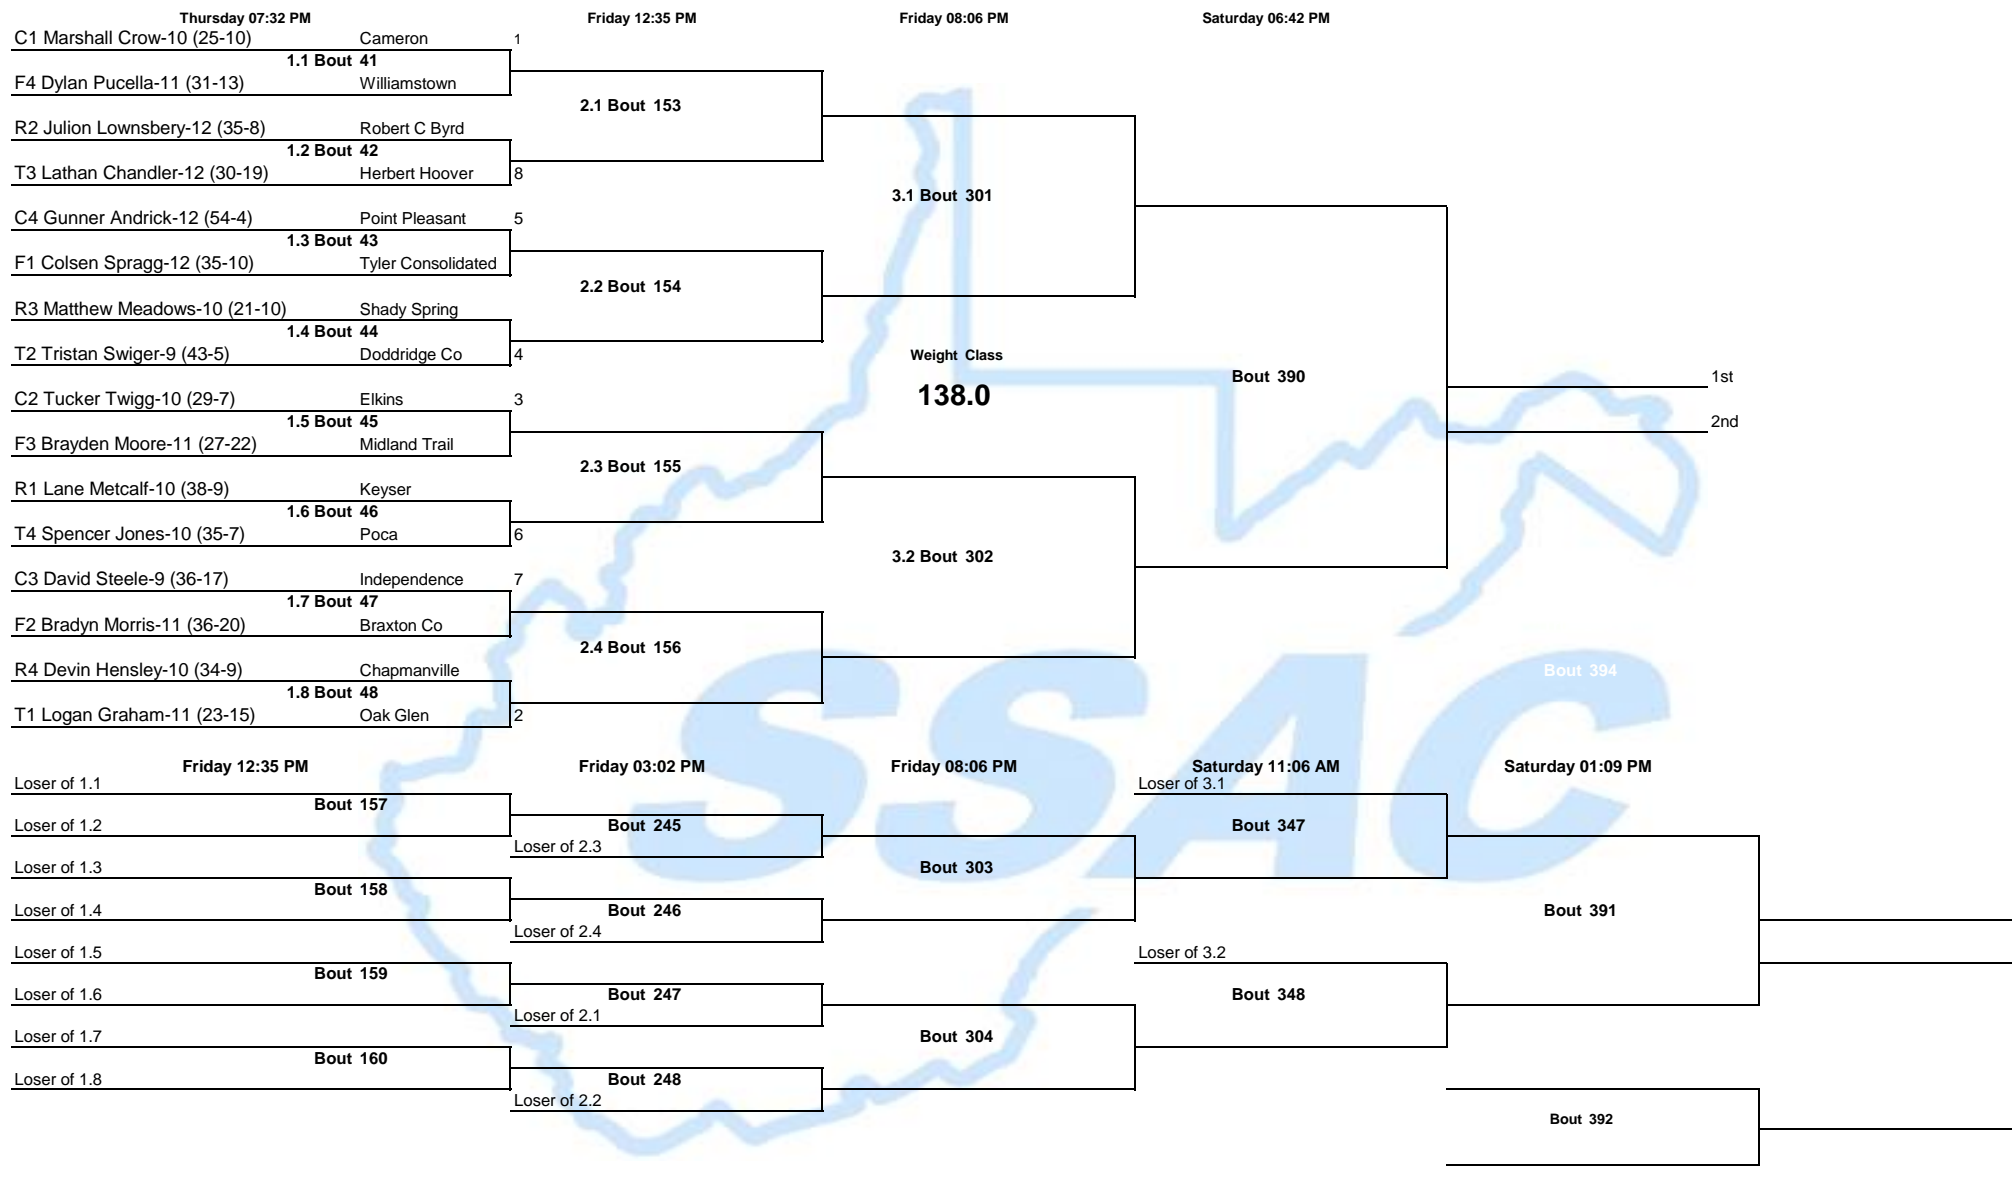 Thursday 07:32 PM Friday 12:35 PM Friday 08:06 PM Saturday 06:42 PM
C1 Marshall Crow-10 (25-10) Cameron 1
1.1 Bout 41
F4 Dylan Pucella-11 (31-13) Williamstown
2.1 Bout 153
R2 Julion Lownsbery-12 (35-8) Robert C Byrd
1.2 Bout 42
T3 Lathan Chandler-12 (30-19) Herbert Hoover 8
3.1 Bout 301
C4 Gunner Andrick-12 (54-4) Point Pleasant 5
1.3 Bout 43
F1 Colsen Spragg-12 (35-10) Tyler Consolidated
2.2 Bout 154
R3 Matthew Meadows-10 (21-10) Shady Spring
1.4 Bout 44
T2 Tristan Swiger-9 (43-5) Doddridge Co 4
Weight Class
Bout 390
1st
138.0
C2 Tucker Twigg-10 (29-7) Elkins 3
1.5 Bout 45
2nd
F3 Brayden Moore-11 (27-22) Midland Trail
2.3 Bout 155
R1 Lane Metcalf-10 (38-9) Keyser
1.6 Bout 46
T4 Spencer Jones-10 (35-7) Poca 6
3.2 Bout 302
C3 David Steele-9 (36-17) Independence 7
1.7 Bout 47
F2 Bradyn Morris-11 (36-20) Braxton Co
2.4 Bout 156
R4 Devin Hensley-10 (34-9) Chapmanville
Bout 394
1.8 Bout 48
T1 Logan Graham-11 (23-15) Oak Glen 2
SSAC
Friday 12:35 PM Friday 03:02 PM Friday 08:06 PM Saturday 11:06 AM Saturday 01:09 PM
Loser of 1.1 Loser of 3.1
Bout 157
Loser of 1.2 Bout 245 Bout 347
Loser of 2.3
Loser of 1.3 Bout 303
Bout 158
Loser of 1.4 Bout 246 Bout 391
Loser of 2.4
Loser of 1.5 Loser of 3.2
Bout 159
Loser of 1.6 Bout 247 Bout 348
Loser of 2.1
Loser of 1.7 Bout 304
Bout 160
Loser of 1.8 Bout 248
Loser of 2.2
Bout 392